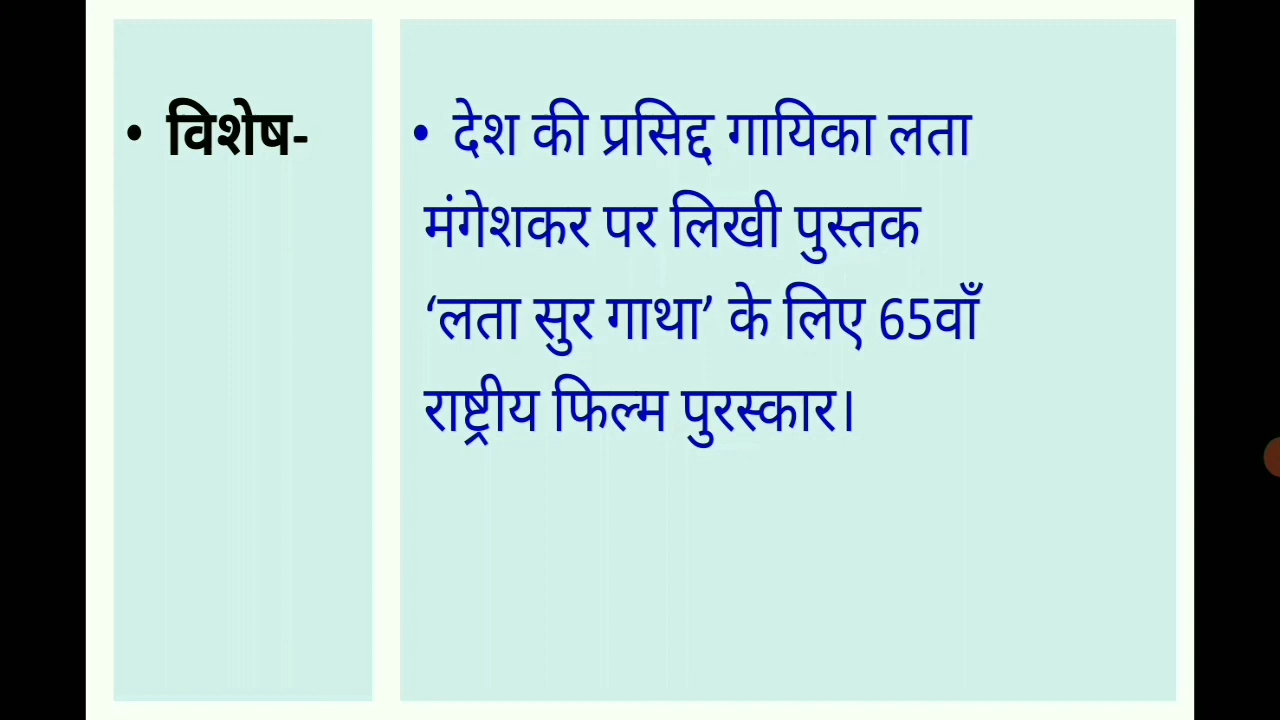 • विशेष-
• देश की प्रसिद्द गायिका लता
मंगेशकर पर लिखी पुस्तक
‘लता सुर गाथा’ के लिए 65वाँ
राष्ट्रीय फिल्म पुरस्कार।